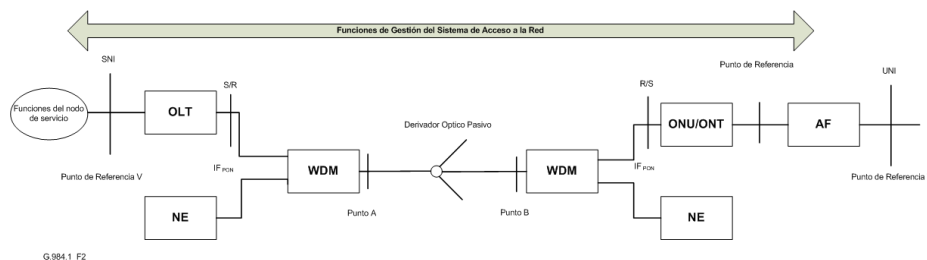 Funciones de Gestión del Sistema de Acceso a la Red
Punto de Referencia
SNI
UNI
S/R
R/S
Funciones del nodo
de servicio
OLT
ONU/ONT
AF
Derivador Optico Pasivo
IF PON
IF PON
WDM
WDM
Punto de Referencia V
Punto de Referencia
Punto A
Punto B
NE
NE
G.984.1 F2